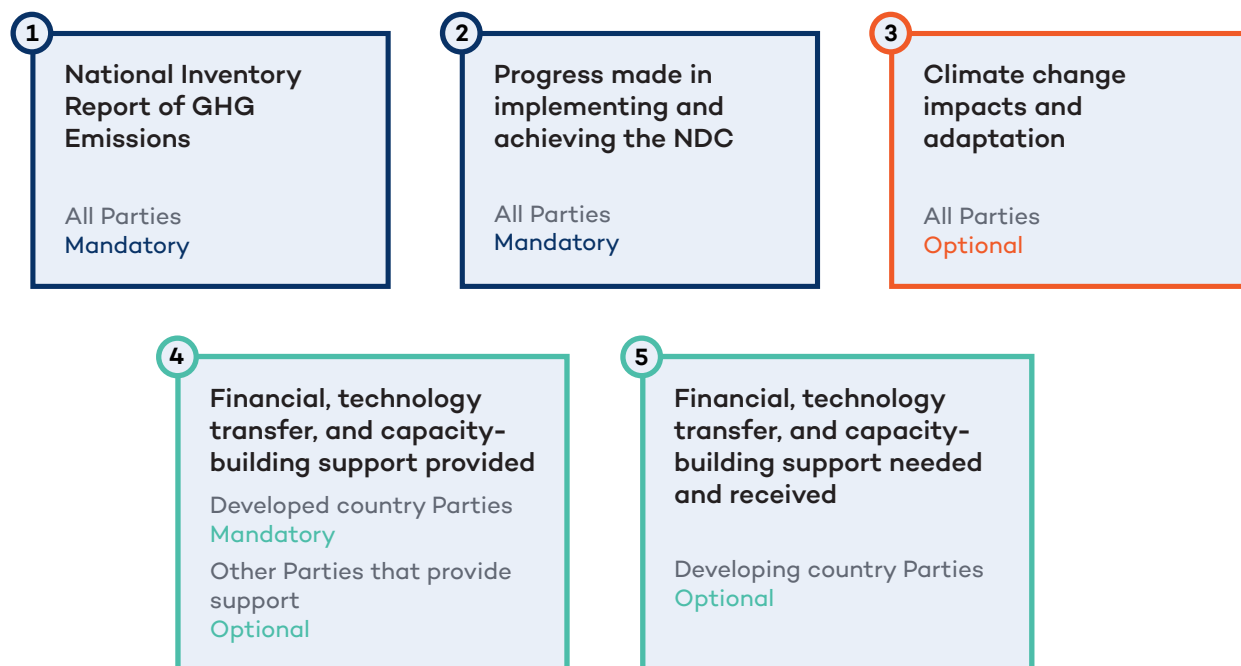 1
National Inventory
Report of GHG
Emissions
All Parties
Mandatory
2
Progress made in
implementing and
achieving the NDC
All Parties
Mandatory
3
Climate change
impacts and
adaptation
All Parties
Optional
4
Financial, technology
transfer, and capacity-
building support provided
Developed country Parties
Mandatory
Other Parties that provide
support
Optional
5
Financial, technology
transfer, and capacity-
building support needed
and received
Developing country Parties
Optional